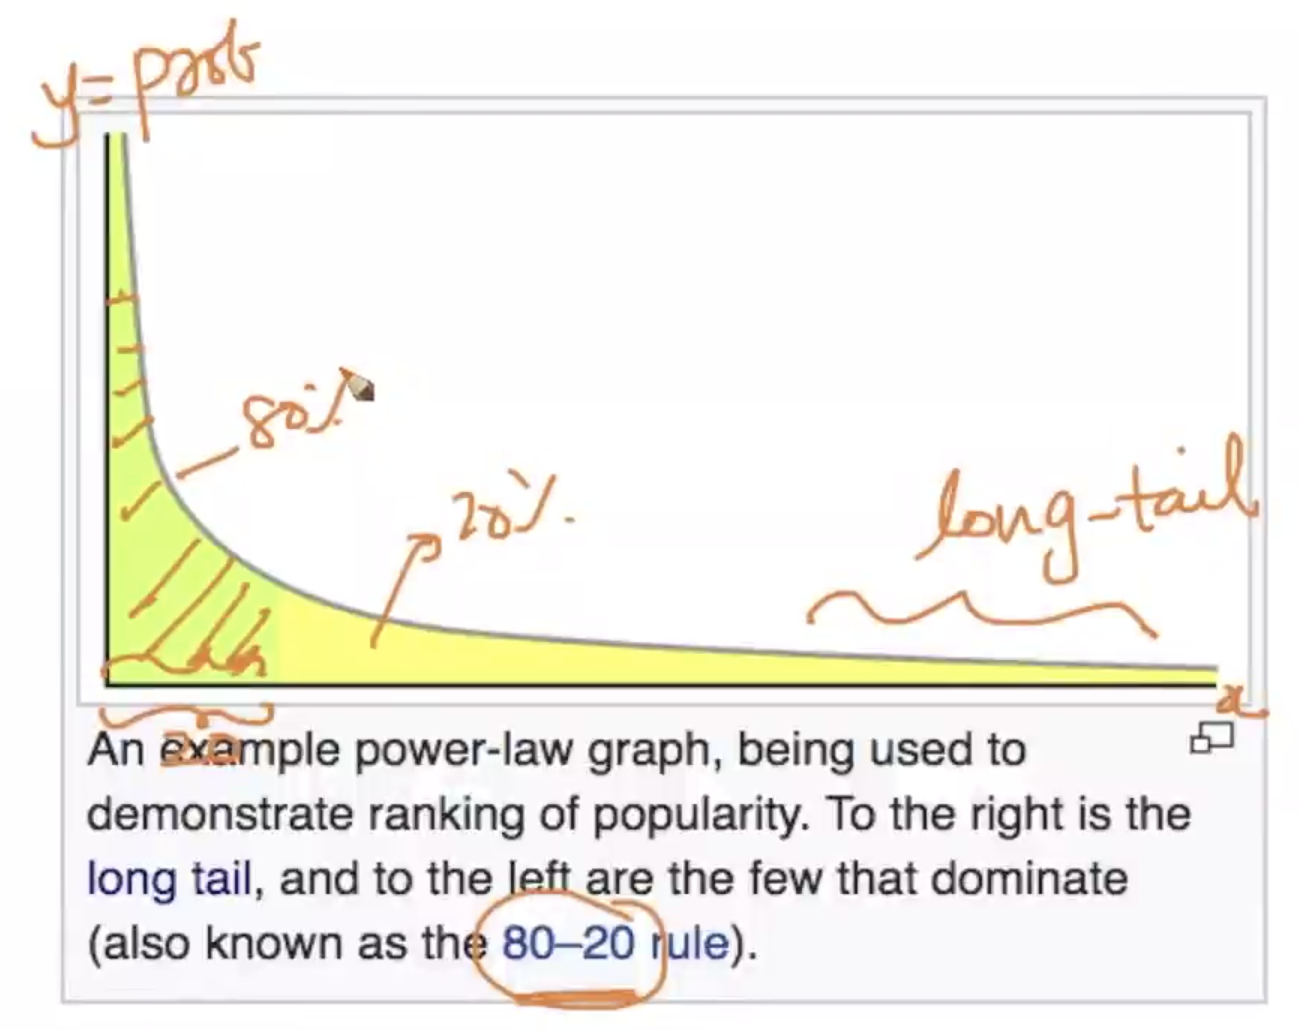 y = prob
80%
20%
long-tail
x
20
An example power-law graph, being used to
demonstrate ranking of popularity. To the right is the
long tail, and to the left are the few that dominate
(also known as the 80–20 rule).